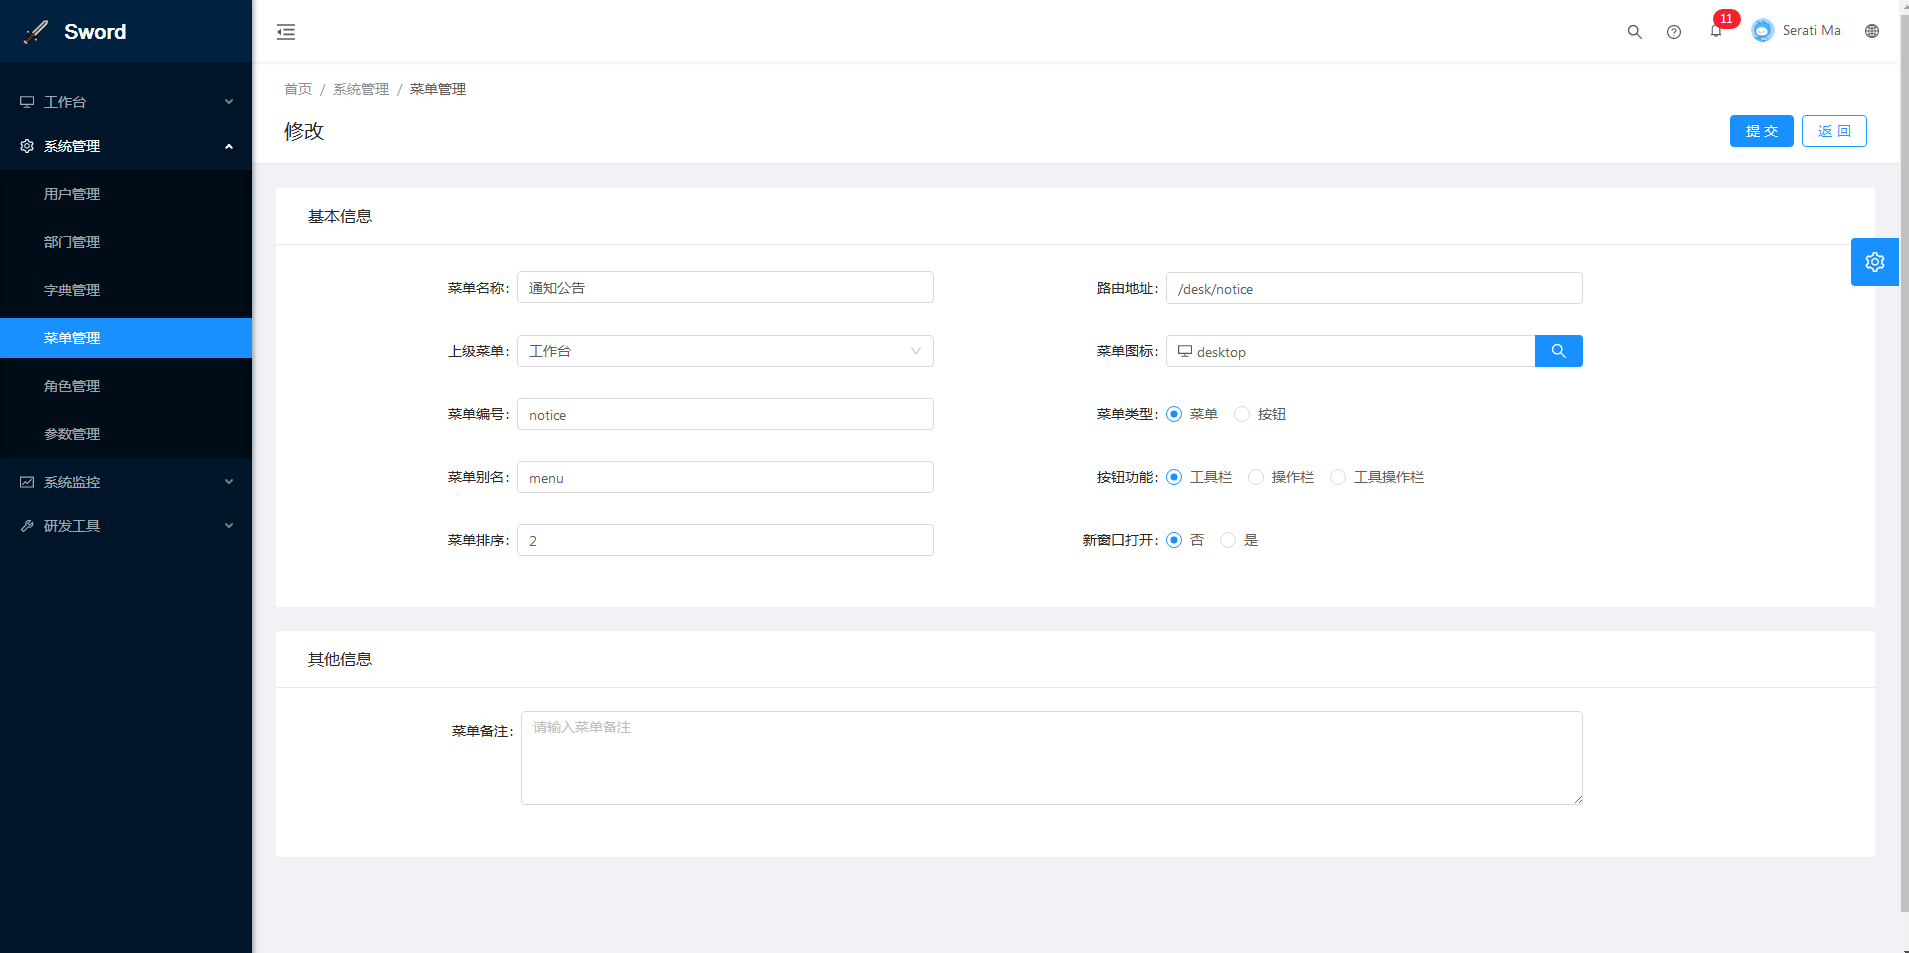 Sword
11
Serati Ma
工作台
系统管理
用户管理
部门管理
字典管理
菜单管理
角色管理
参数管理
系统监控
研发工具
首页 / 系统管理 / 菜单管理
修改
提 交
返 回
基本信息
菜单名称: 通知公告
路由地址: /desk/notice
上级菜单: 工作台
菜单图标: desktop
菜单编号: notice
菜单类型: 菜单 按钮
菜单别名: menu
按钮功能: 工具栏 操作栏 工具操作栏
菜单排序: 2
新窗口打开: 否 是
其他信息
菜单备注: 请输入菜单备注